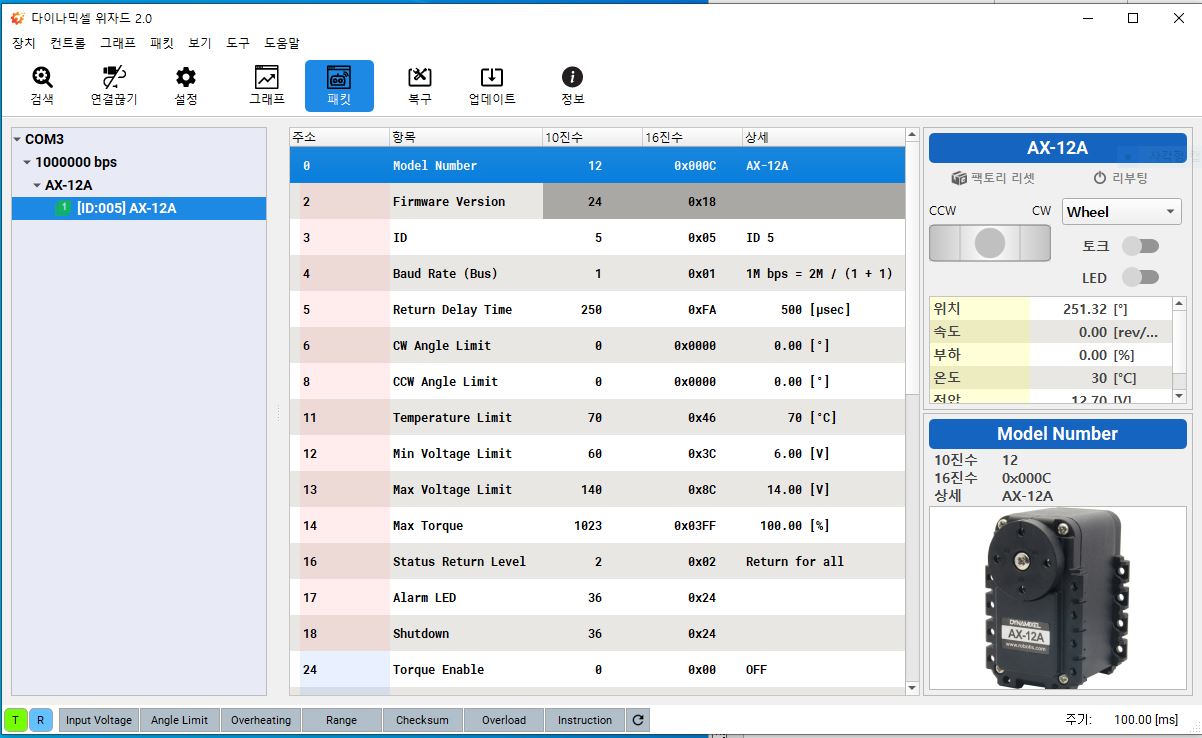 다이나믹셀 위자드 2.0
장치 컨트롤 그래프 패킷 보기 도구 도움말
검색 연결끊기 설정 그래프 패킷 복구 업데이트 정보
COM3
1000000 bps
AX-12A
1 [ID:005] AX-12A
주소 항목 10진수 16진수 상세
0 Model Number 12 0x000C AX-12A
2 Firmware Version 24 0x18
3 ID 5 0x05 ID 5
4 Baud Rate (Bus) 1 0x01 1M bps = 2M / (1 + 1)
5 Return Delay Time 250 0xFA 500 [μsec]
6 CW Angle Limit 0 0x0000 0.00 [°]
8 CCW Angle Limit 0 0x0000 0.00 [°]
11 Temperature Limit 70 0x46 70 [°C]
12 Min Voltage Limit 60 0x3C 6.00 [V]
13 Max Voltage Limit 140 0x8C 14.00 [V]
14 Max Torque 1023 0x03FF 100.00 [%]
16 Status Return Level 2 0x02 Return for all
17 Alarm LED 36 0x24
18 Shutdown 36 0x24
24 Torque Enable 0 0x00 OFF
AX-12A
팩토리 리셋 리부팅
CCW CW Wheel
토크
LED
위치 251.32 [°]
속도 0.00 [rev/...
부하 0.00 [%]
온도 30 [°C]
전압 12.70 [V]
Model Number
10진수 12
16진수 0x000C
상세 AX-12A
DYNAMIXEL
AX-12A
www.robotis.com
T R Input Voltage Angle Limit Overheating Range Checksum Overload Instruction
주기: 100.00 [ms]